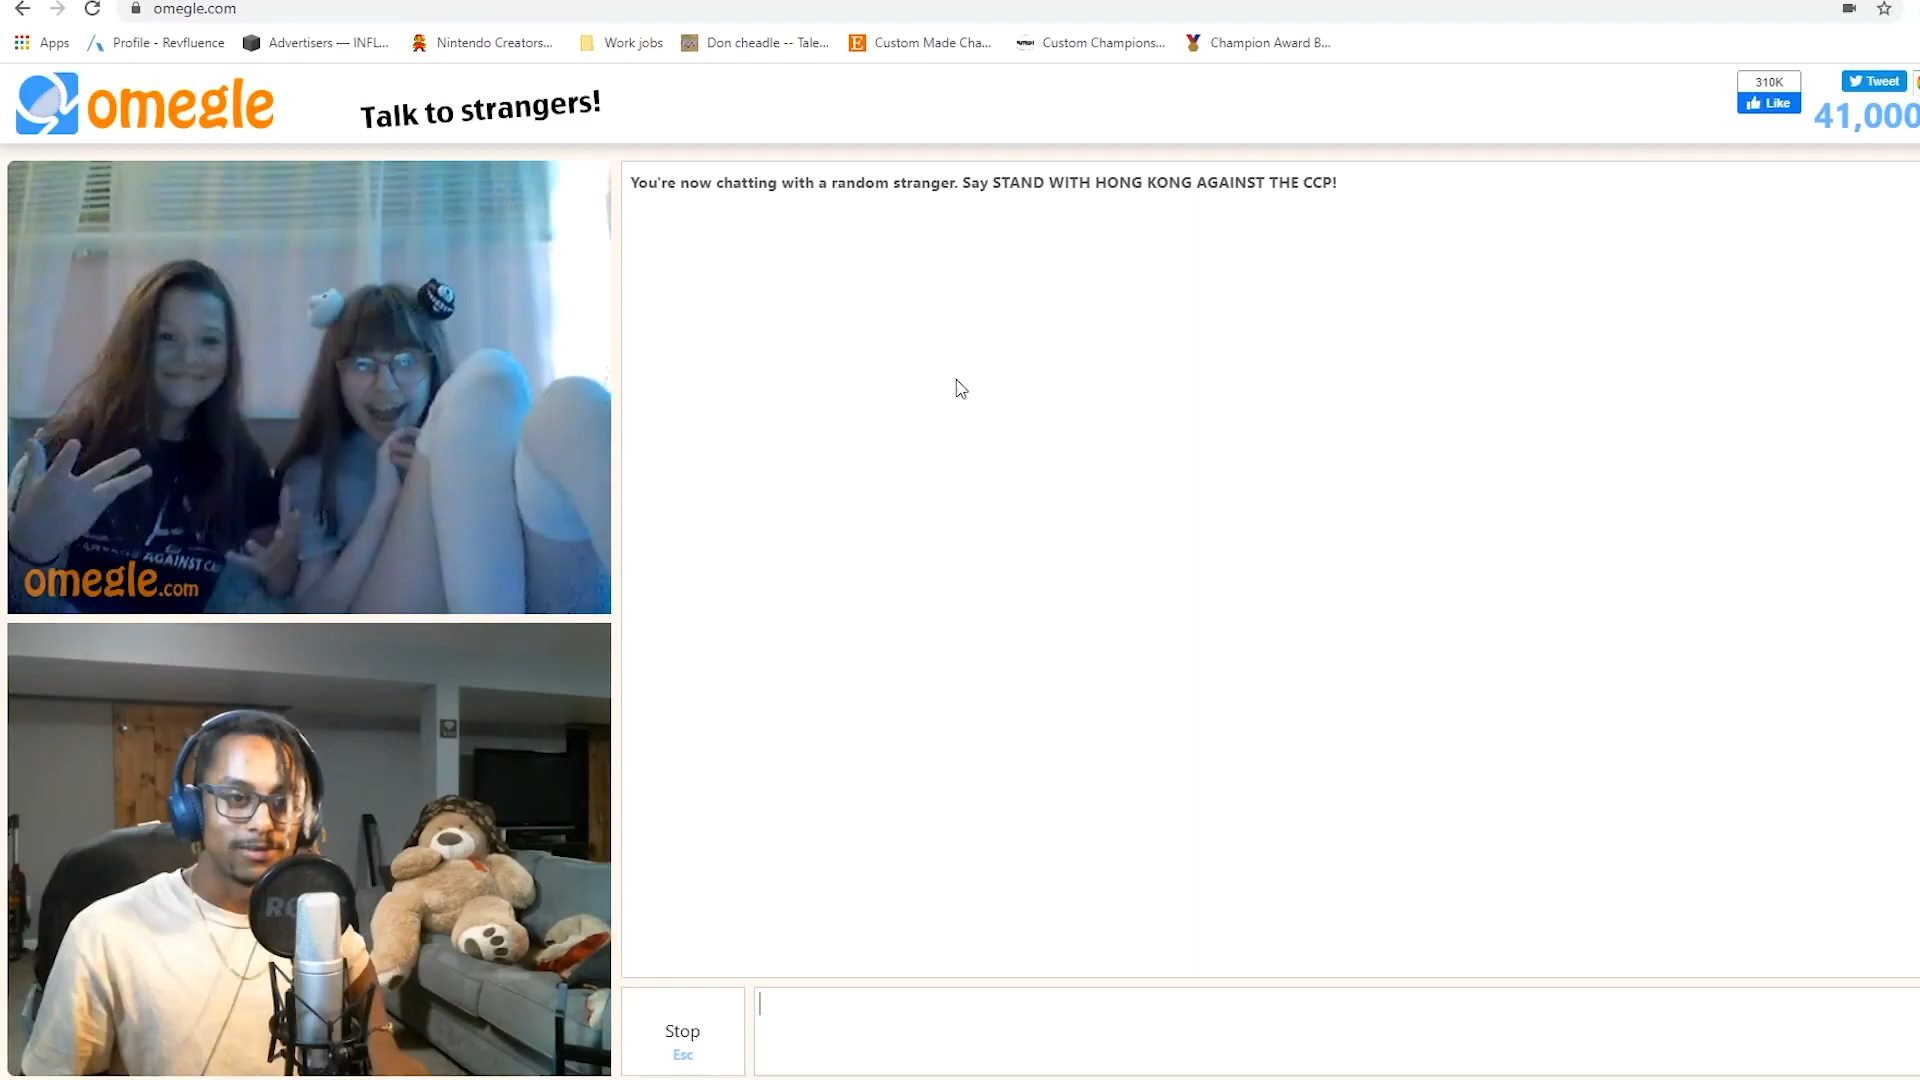 omegle.com
Apps
Profile - Revfluence
Advertisers — INFL...
Nintendo Creators...
Work jobs
Don cheadle -- Tale...
Custom Made Cha...
Custom Champions...
Champion Award B...
omegle
Talk to strangers!
310K
Like
Tweet
41,000
You're now chatting with a random stranger. Say STAND WITH HONG KONG AGAINST THE CCP!
AGAINST
omegle.com
Stop
Esc